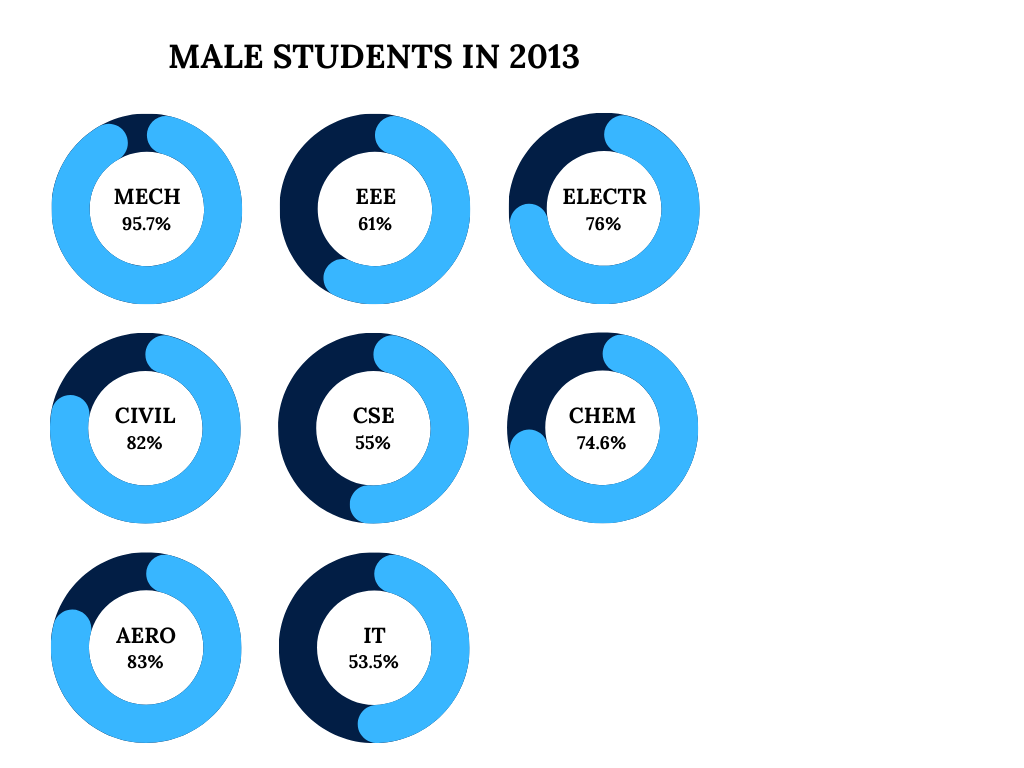 MALE STUDENTS IN 2013
MECH
95.7%
EEE
61%
ELECTR
76%
CIVIL
82%
CSE
55%
CHEM
74.6%
AERO
83%
IT
53.5%